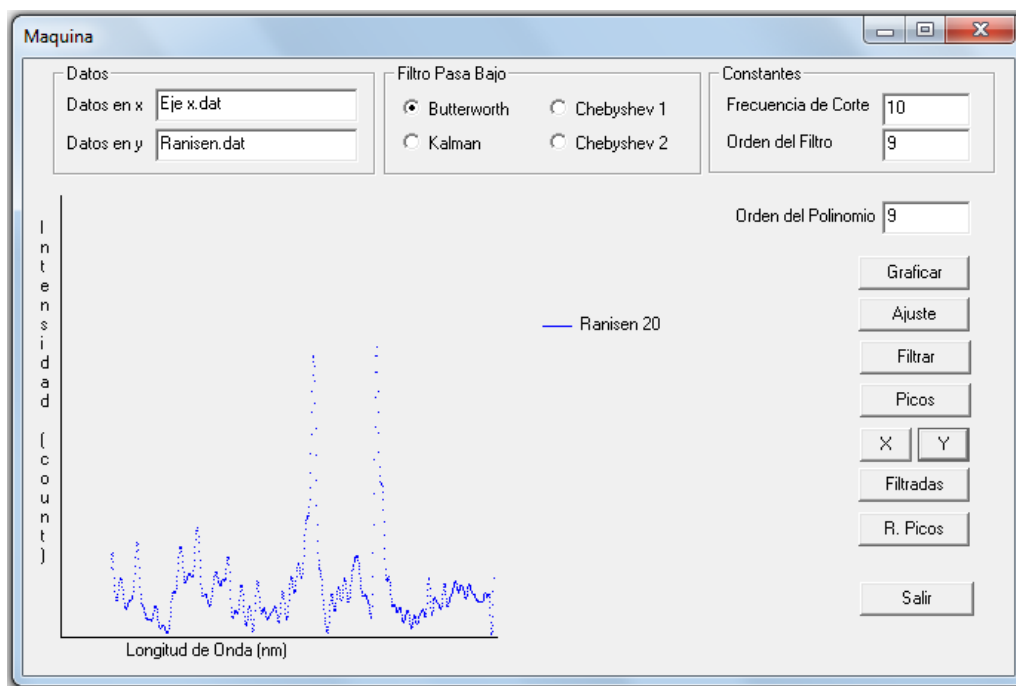 Maquina
Datos
Datos en x Eje x.dat
Datos en y Ranisen.dat
Filtro Pasa Bajo
Butterworth Chebyshev 1
Kalman Chebyshev 2
Constantes
Frecuencia de Corte 10
Orden del Filtro 9
Orden del Polinomio 9
Intensidad (count)
Ranisen 20
Longitud de Onda (nm)
Graficar
Ajuste
Filtrar
Picos
X Y
Filtradas
R. Picos
Salir